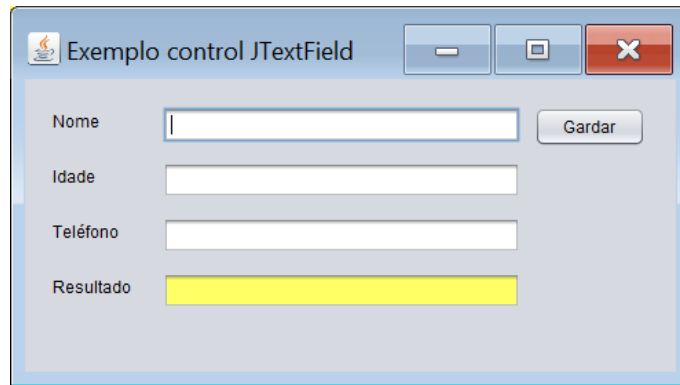 Exemplo control JTextField
Nome
Gardar
Idade
Teléfono
Resultado